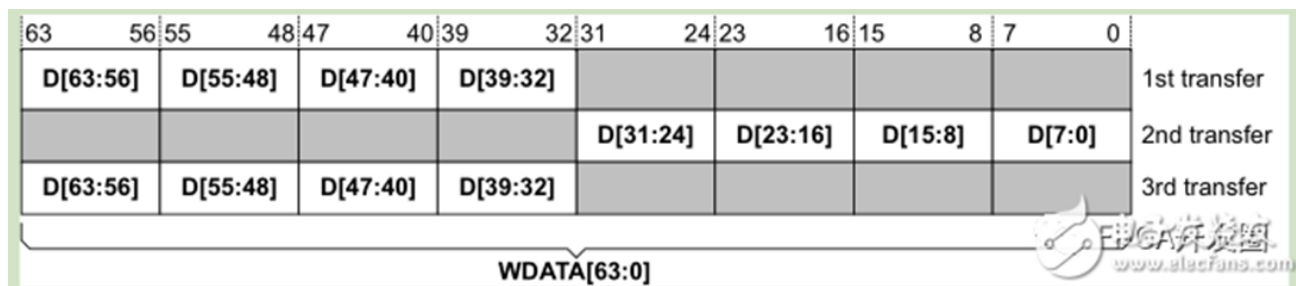 63 56 55 48 47 40 39 32 31 24 23 16 15 8 7 0
D[63:56] D[55:48] D[47:40] D[39:32] 1st transfer
D[31:24] D[23:16] D[15:8] D[7:0] 2nd transfer
D[63:56] D[55:48] D[47:40] D[39:32] 3rd transfer
WDATA[63:0]
www.elecfans.com